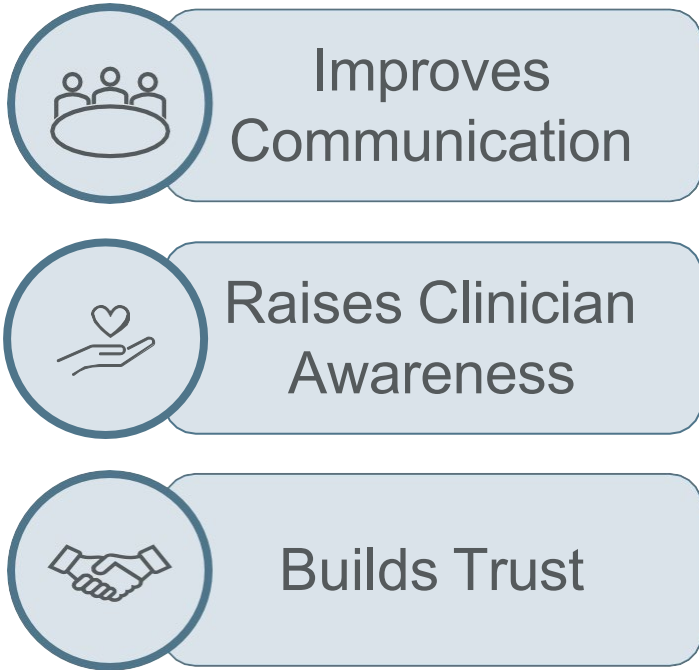 Improves
Communication
Raises Clinician
Awareness
Builds Trust